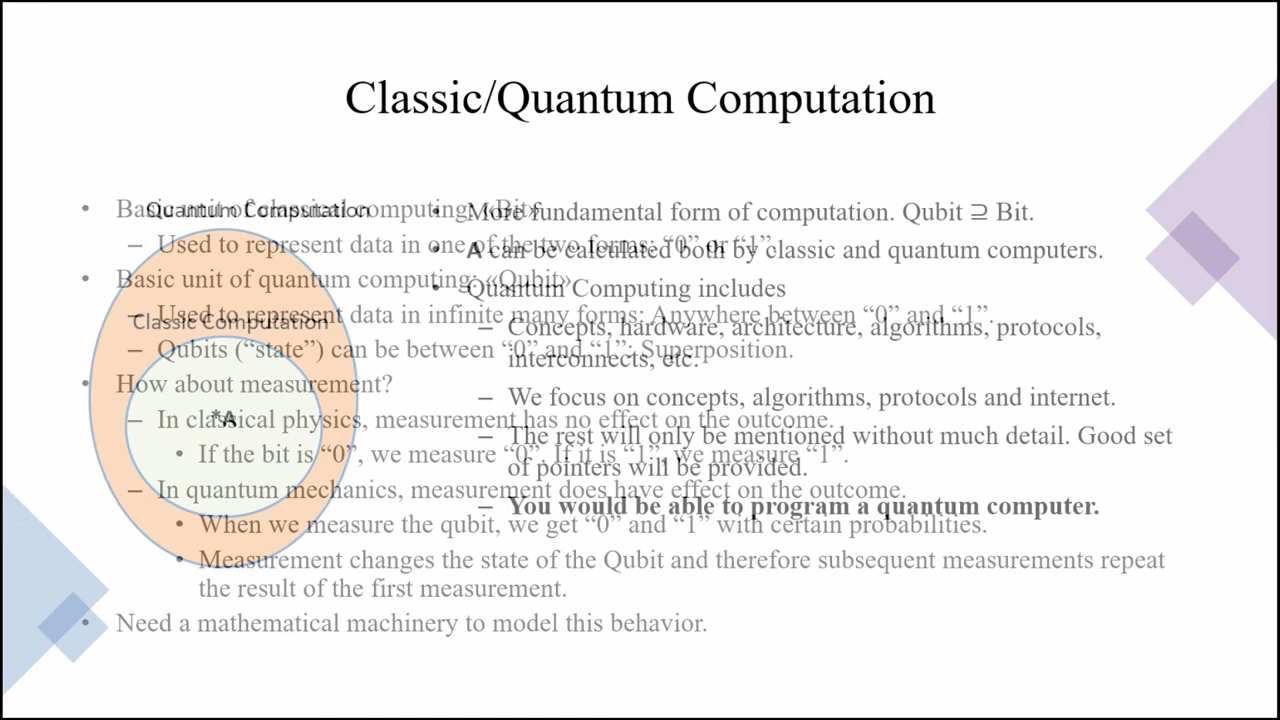 Classic/Quantum Computation
• Basic unit of classical computing: «Bit»
– Used to represent data in one of the two forms: “0” or “1”.
• Basic unit of quantum computing: «Qubit»
– Used to represent data in infinite many forms: Anywhere between “0” and “1”.
– Qubits (“state”) can be between “0” and “1”: Superposition.
• How about measurement?
– In classical physics, measurement has no effect on the outcome.
• If the bit is “0”, we measure “0”. If it is “1”, we measure “1”.
– In quantum mechanics, measurement does have effect on the outcome.
• When we measure the qubit, we get “0” and “1” with certain probabilities.
• Measurement changes the state of the Qubit and therefore subsequent measurements repeat
the result of the first measurement.
• Need a mathematical machinery to model this behavior.
Quantum Computation
Classic Computation
*A
• More fundamental form of computation. Qubit ⊇ Bit.
• A can be calculated both by classic and quantum computers.
• Quantum Computing includes
– Concepts, hardware, architecture, algorithms, protocols,
interconnects, etc.
– We focus on concepts, algorithms, protocols and internet.
– The rest will only be mentioned without much detail. Good set
of pointers will be provided.
– You would be able to program a quantum computer.